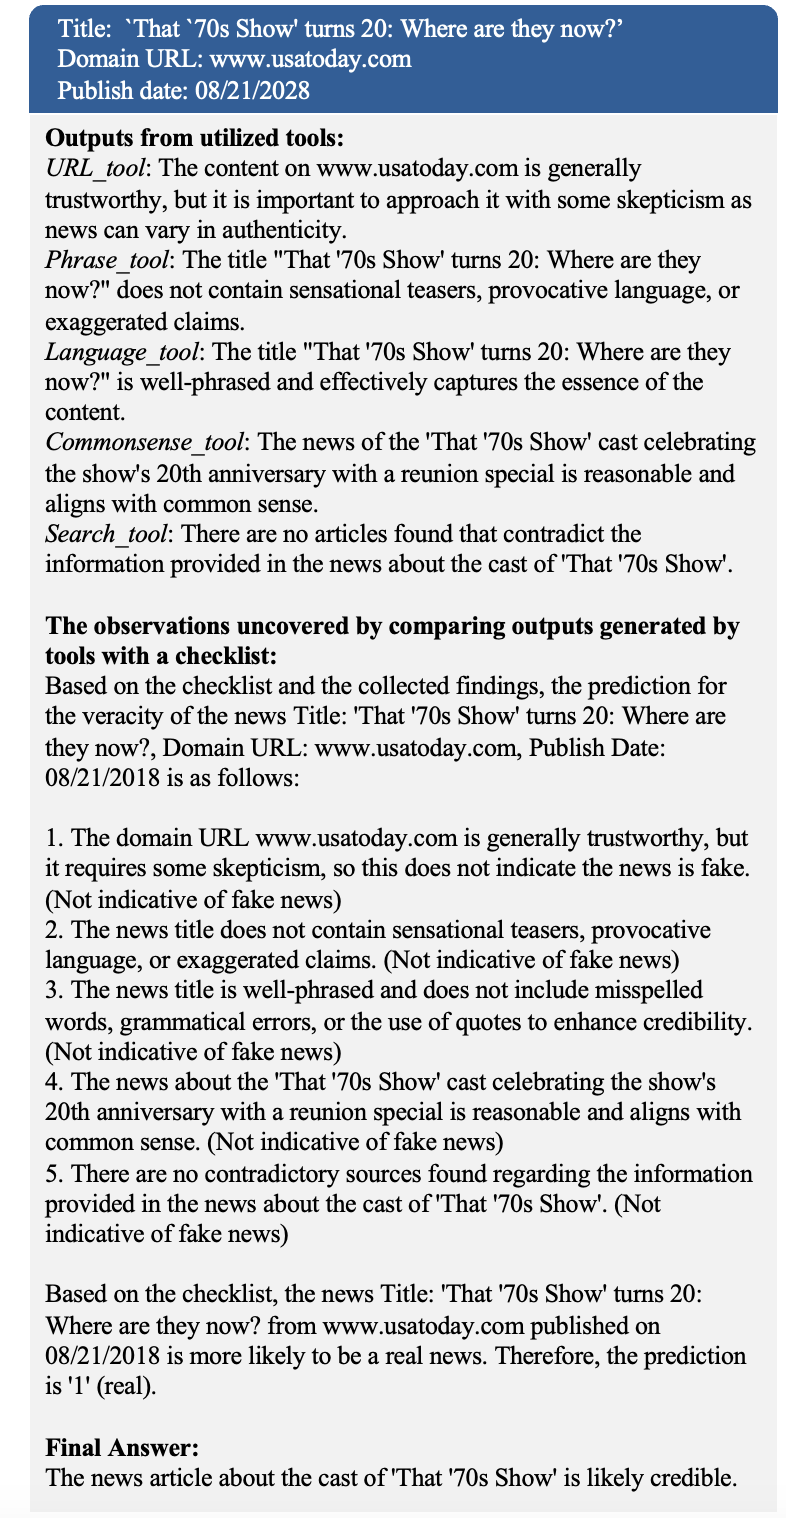 Title: `That `70s Show' turns 20: Where are they now?’
Domain URL: www.usatoday.com
Publish date: 08/21/2028
Outputs from utilized tools:
URL_tool: The content on www.usatoday.com is generally
trustworthy, but it is important to approach it with some skepticism as
news can vary in authenticity.
Phrase_tool: The title "That '70s Show' turns 20: Where are they
now?" does not contain sensational teasers, provocative language, or
exaggerated claims.
Language_tool: The title "That '70s Show' turns 20: Where are they
now?" is well-phrased and effectively captures the essence of the
content.
Commonsense_tool: The news of the 'That '70s Show' cast celebrating
the show's 20th anniversary with a reunion special is reasonable and
aligns with common sense.
Search_tool: There are no articles found that contradict the
information provided in the news about the cast of 'That '70s Show'.
The observations uncovered by comparing outputs generated by
tools with a checklist:
Based on the checklist and the collected findings, the prediction for
the veracity of the news Title: 'That '70s Show' turns 20: Where are
they now?, Domain URL: www.usatoday.com, Publish Date:
08/21/2018 is as follows:
1. The domain URL www.usatoday.com is generally trustworthy, but
it requires some skepticism, so this does not indicate the news is fake.
(Not indicative of fake news)
2. The news title does not contain sensational teasers, provocative
language, or exaggerated claims. (Not indicative of fake news)
3. The news title is well-phrased and does not include misspelled
words, grammatical errors, or the use of quotes to enhance credibility.
(Not indicative of fake news)
4. The news about the 'That '70s Show' cast celebrating the show's
20th anniversary with a reunion special is reasonable and aligns with
common sense. (Not indicative of fake news)
5. There are no contradictory sources found regarding the information
provided in the news about the cast of 'That '70s Show'. (Not
indicative of fake news)
Based on the checklist, the news Title: 'That '70s Show' turns 20:
Where are they now? from www.usatoday.com published on
08/21/2018 is more likely to be a real news. Therefore, the prediction
is '1' (real).
Final Answer:
The news article about the cast of 'That '70s Show' is likely credible.